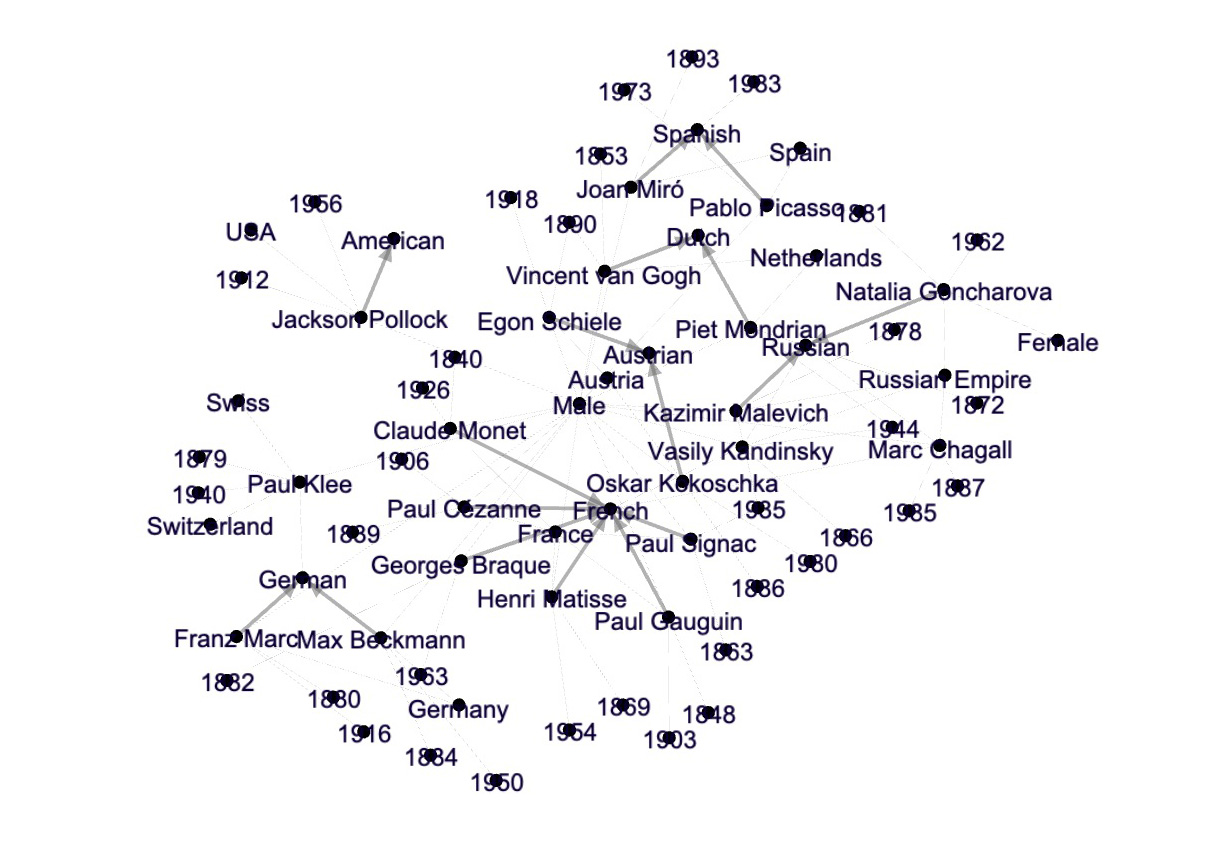 1893
1973
1983
Spanish
1853
Spain
Joan Miró
1918
1956
Pablo Picasso
1881
1890
USA
American
Dutch
1962
Netherlands
Vincent van Gogh
1912
Natalia Goncharova
Jackson Pollock
Egon Schiele
Piet Mondrian
1878
Russian
Female
Austrian
1840
Austria
Russian Empire
1926
Swiss
Male
1872
Kazimir Malevich
Claude Monet
1944
Vasily Kandinsky
Marc Chagall
1879
1906
Paul Klee
Oskar Kokoschka
1887
1940
Paul Cézanne
French
1985
1985
Switzerland
1839
France
Paul Signac
1866
Georges Braque
1980
German
1886
Henri Matisse
Paul Gauguin
Franz Marc
Max Beckmann
1863
1963
1882
1880
Germany
1869
1848
1916
1954
1903
1884
1950